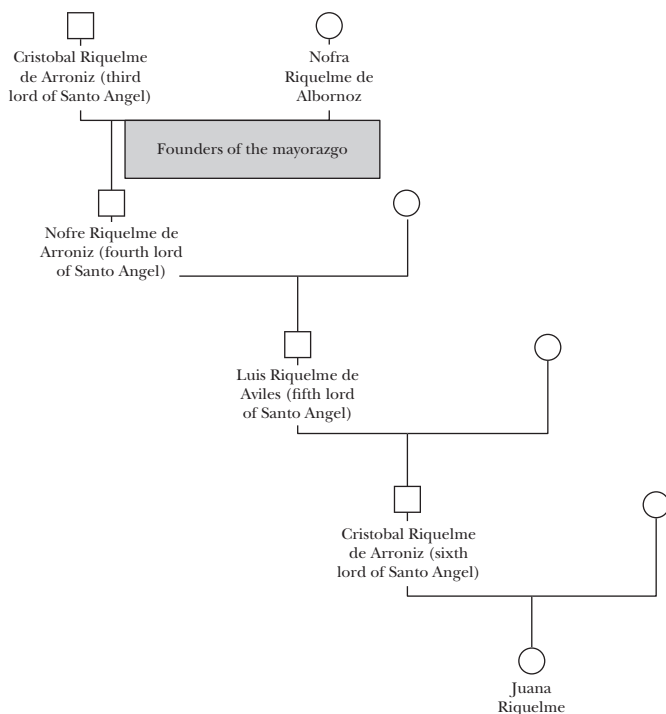 Cristobal Riquelme
de Arroniz (third
lord of Santo Angel)
Nofra
Riquelme de
Albornoz
Founders of the mayorazgo
Nofre Riquelme de
Arroniz (fourth lord
of Santo Angel)
Luis Riquelme de
Aviles (fifth lord
of Santo Angel)
Cristobal Riquelme
de Arroniz (sixth
lord of Santo Angel)
Juana
Riquelme